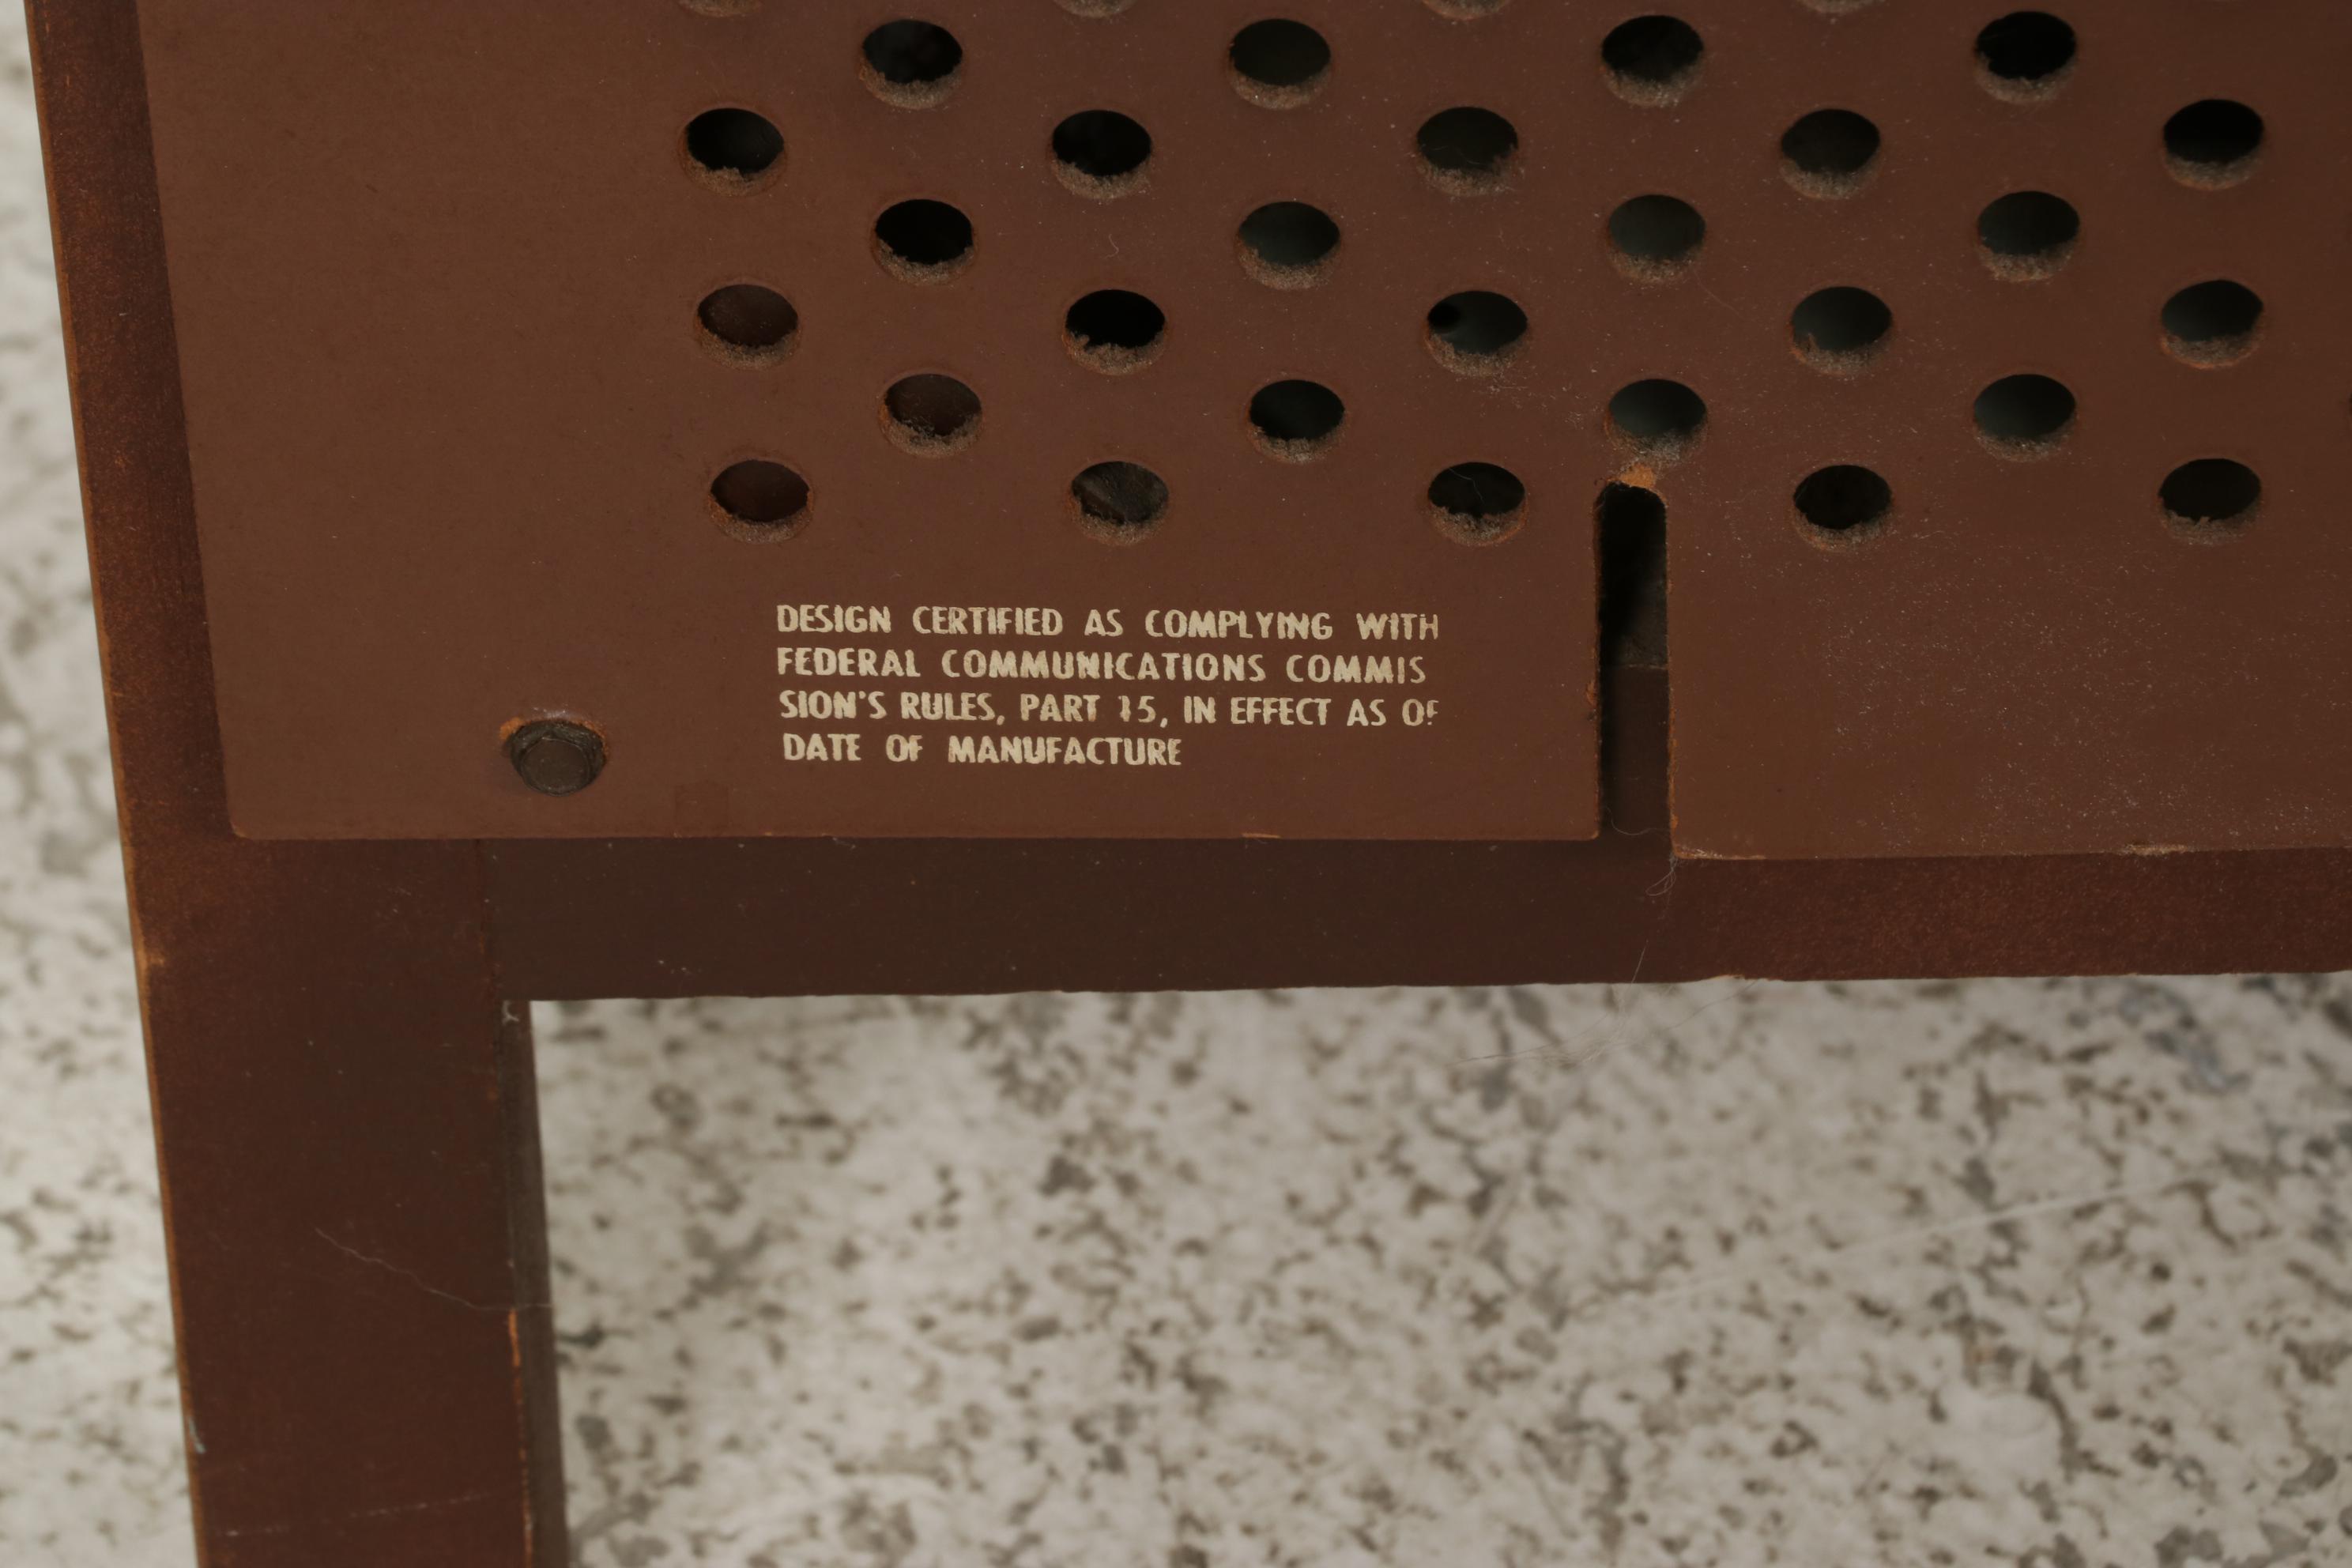 DESIGN CERTIFIED AS COMPLYING WITH
FEDERAL COMMUNICATIONS COMMIS
SION'S RULES, PART 15, IN EFFECT AS OF
DATE OF MANUFACTURE